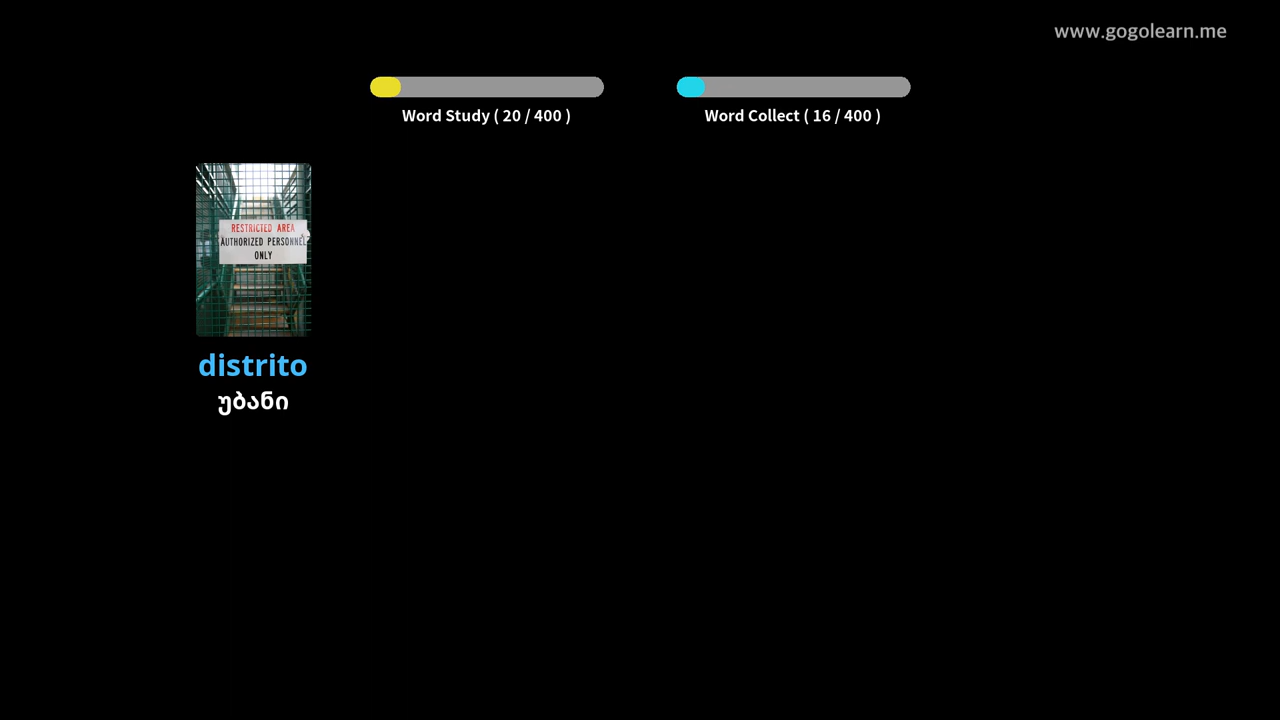 www.gogolearn.me
Word Study ( 20 / 400 )
Word Collect ( 16 / 400 )
RESTRICTED AREA
AUTHORIZED PERSONNEL
ONLY
distrito
უბანი